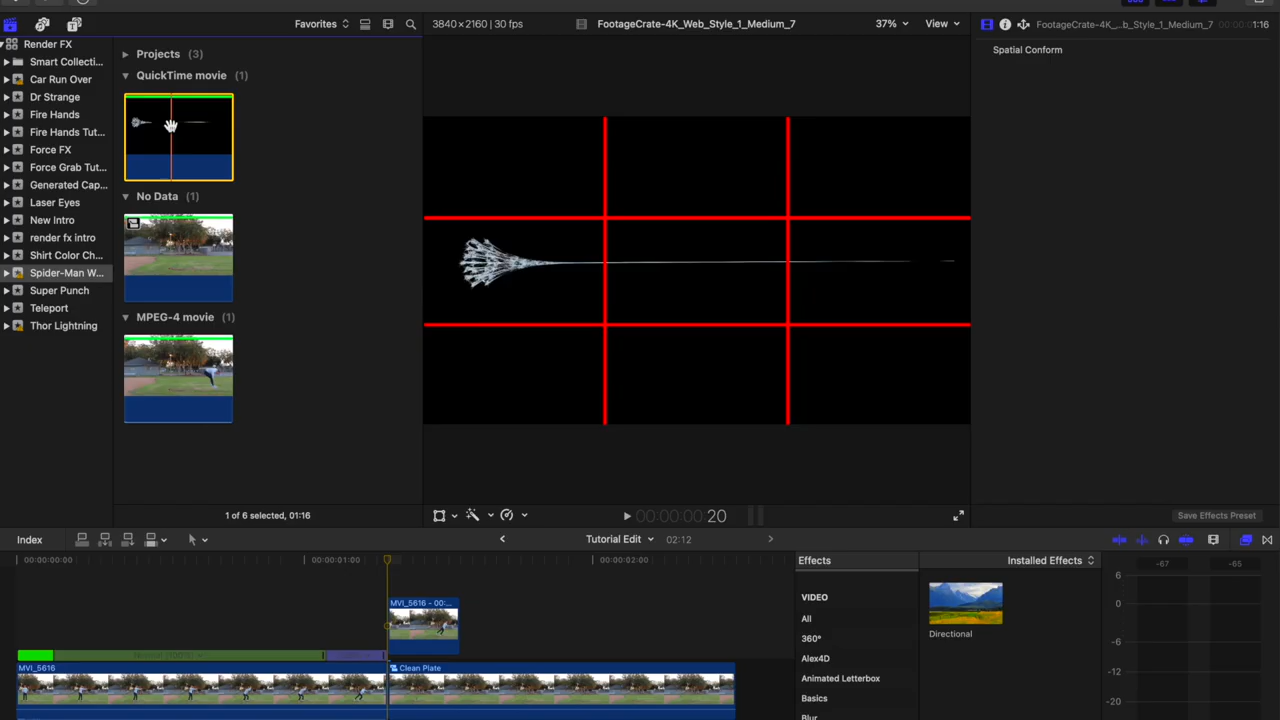 Favorites
3840×2160 | 30 fps
FootageCrate-4K_Web_Style_1_Medium_7
37%
View
FootageCrate-4K_...b_Style_1_Medium_7
1:16
Render FX
Smart Collecti...
Car Run Over
Dr Strange
Fire Hands
Fire Hands Tut...
Force FX
Force Grab Tut...
Generated Cap...
Laser Eyes
New Intro
render fx intro
Shirt Color Ch...
Spider-Man W...
Super Punch
Teleport
Thor Lightning
Projects (3)
QuickTime movie (1)
No Data (1)
MPEG-4 movie (1)
1 of 6 selected, 01:16
Spatial Conform
00:00:00:20
Save Effects Preset
Index
Tutorial Edit
02:12
00:00:00:00
00:00:01:00
00:00:02:00
MVI_5616 - 00:...
MVI_5616
Clean Plate
Effects
Installed Effects
VIDEO
All
360°
Alex4D
Animated Letterbox
Basics
Blur
Directional
-67
-65
6
0
-6
-12
-20